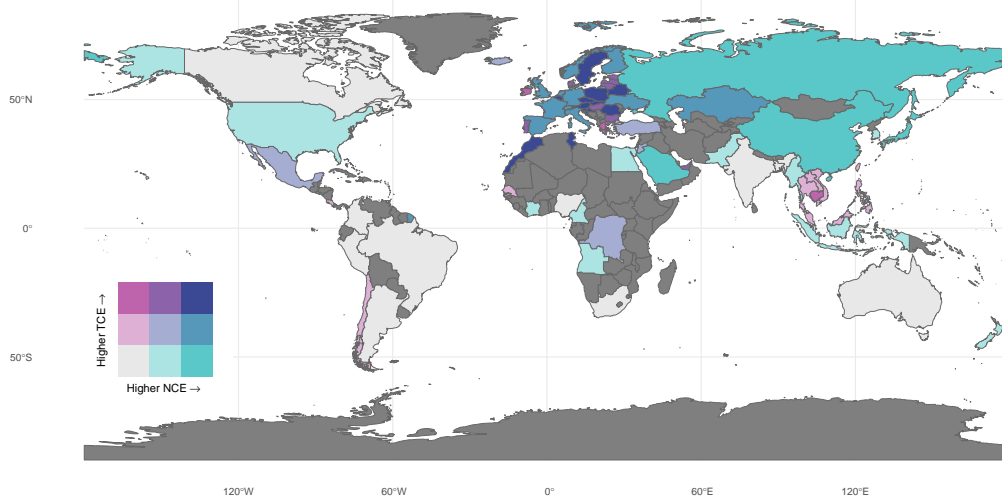 50°N
0°
50°S
Higher TCE →
Higher NCE →
120°W
60°W
0°
60°E
120°E